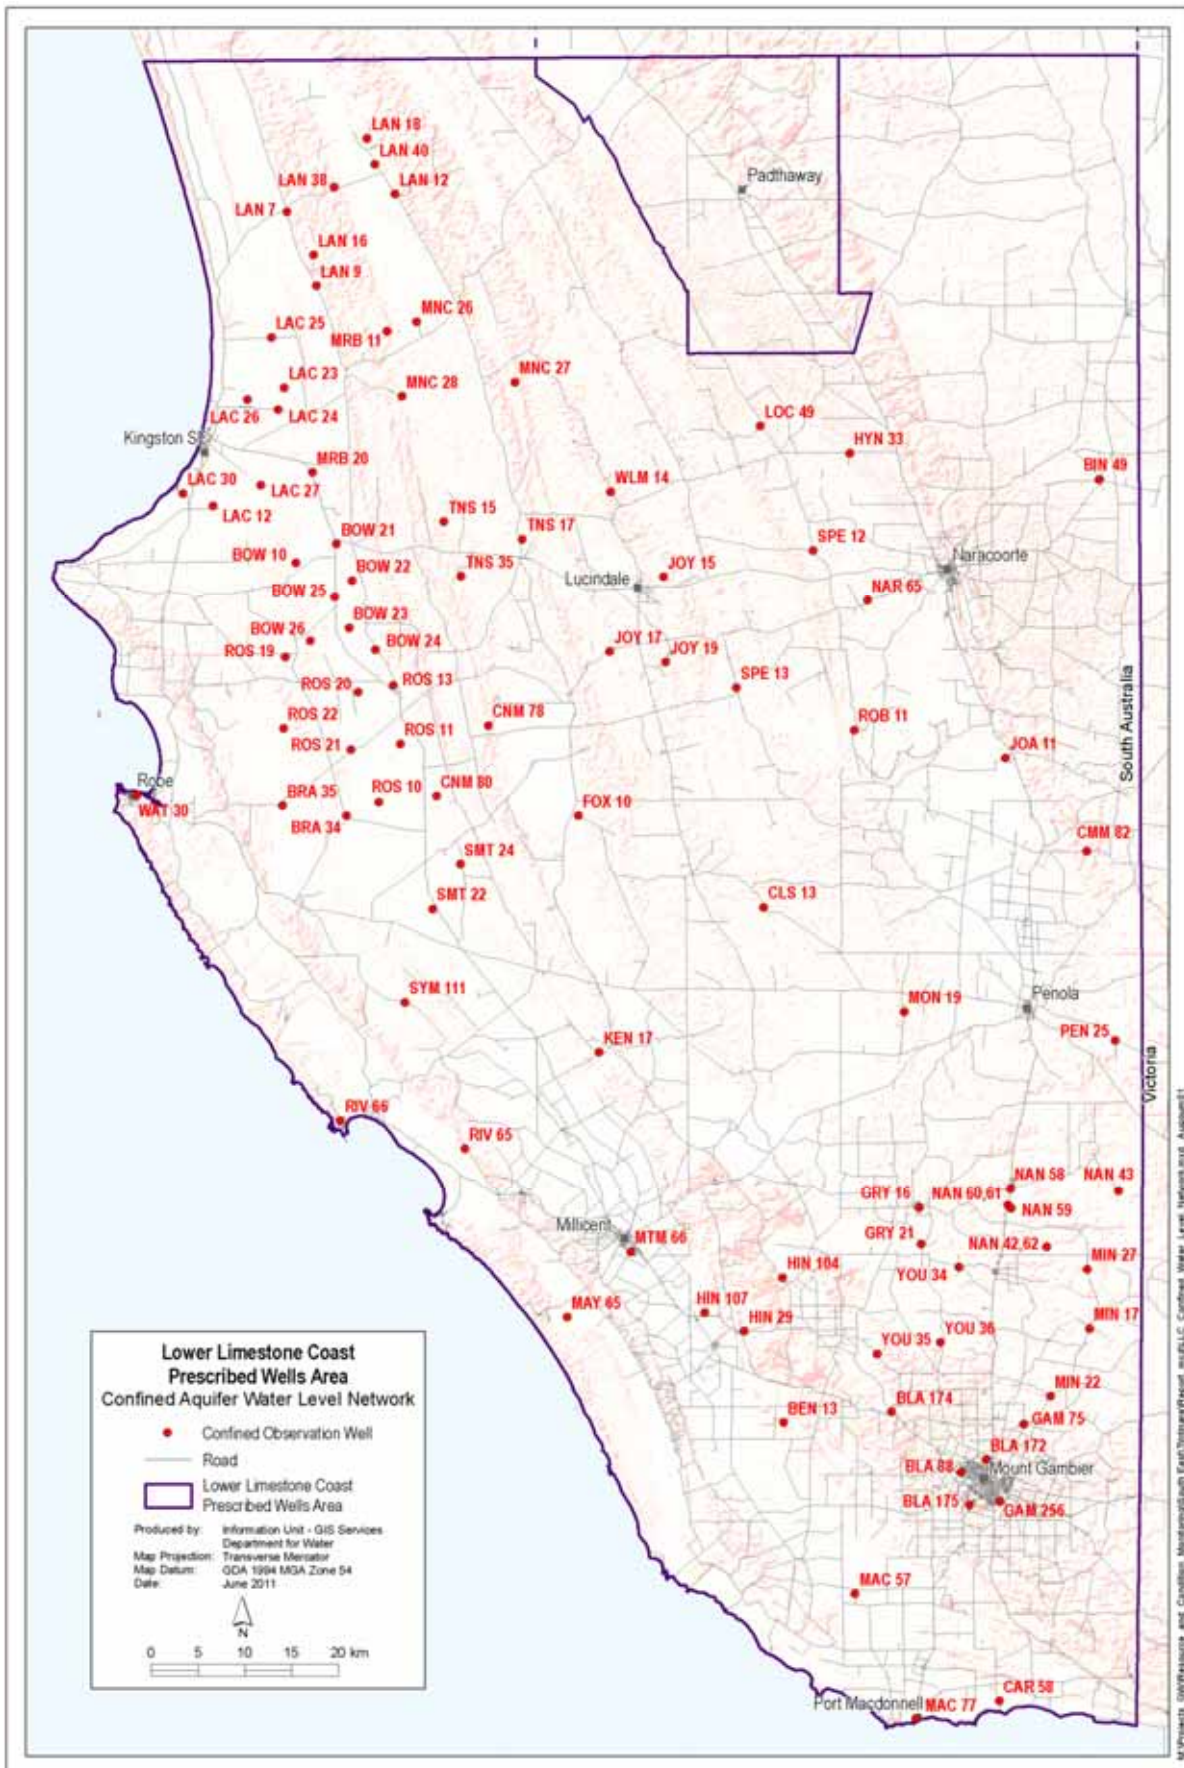 LAN 18
LAN 40
LAN 38
LAN 12
Padthaway
LAN 7
LAN 16
LAN 9
MNC 26
LAC 25
MRB 11
MNC 27
LAC 23
MNC 28
LAC 26
LAC 24
LOC 49
Kingston SE
HYN 33
MRB 20
BIN 49
LAC 30
LAC 27
WLM 14
LAC 12
TNS 15
BOW 21
TNS 17
SPE 12
BOW 10
Naracoorte
BOW 22
TNS 35
Lucindale
JOY 15
BOW 25
NAR 65
BOW 23
BOW 26
BOW 24
JOY 17
ROS 19
JOY 19
ROS 20
ROS 13
SPE 13
South Australia
ROS 22
CNM 78
ROS 21
ROS 11
ROB 11
JOA 11
Robe
WAT 30
BRA 35
ROS 10
CNM 80
BRA 34
FOX 10
CMM 82
SMT 24
SMT 22
CLS 13
SYM 111
MON 19
Penola
KEN 17
PEN 25
Victoria
RIV 66
RIV 65
NAN 58
NAN 43
GRY 16
NAN 60,61
NAN 59
Millicent
MTM 66
GRY 21
NAN 42,62
HIN 104
YOU 34
MIN 27
MAY 65
HIN 107
HIN 29
MIN 17
YOU 36
YOU 35
MIN 22
BEN 13
BLA 174
GAM 75
BLA 172
BLA 88
Mount Gambier
BLA 175
GAM 256
MAC 57
CAR 58
Port Macdonnell
MAC 77
Lower Limestone Coast
Prescribed Wells Area
Confined Aquifer Water Level Network
Confined Observation Well
Road
Lower Limestone Coast
Prescribed Wells Area
Produced by: Information Unit - GIS Services
Department for Water
Map Projection: Transverse Mercator
Map Datum: GDA 1994 MGA Zone 54
Date: June 2011
N
0 5 10 20 km